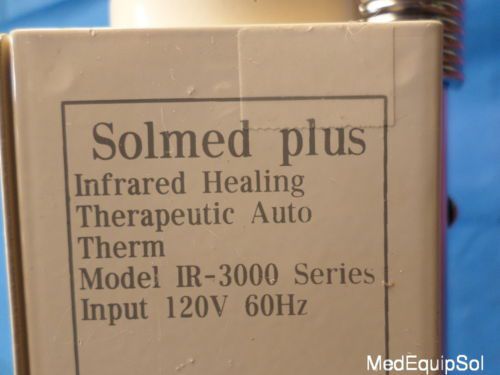 Solmed plus
Infrared Healing
Therapeutic Auto
Therm
Model IR-3000 Series
Input 120V 60Hz
MedEquipSol